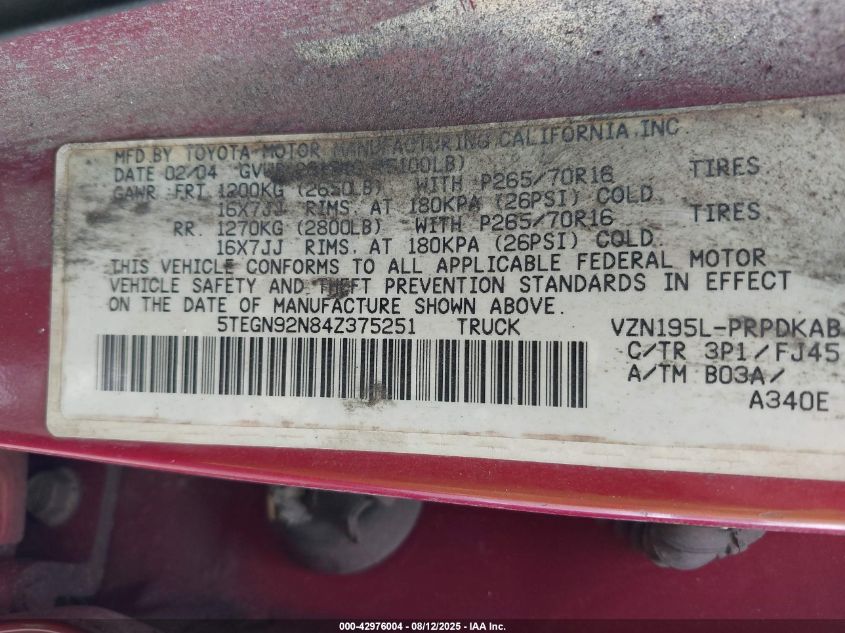 MFD.BY TOYOTA MOTOR MANUFACTURING CALIFORNIA,INC.
DATE 02/04 (5100LB)
GAWR FRT. 1200KG (2650LB) WITH P265/70R16 TIRES
16X7JJ RIMS. AT 180KPA (26PSI) COLD
RR. 1270KG (2800LB) WITH P265/70R16 TIRES
16X7JJ RIMS. AT 180KPA (26PSI) COLD.
THIS VEHICLE CONFORMS TO ALL APPLICABLE FEDERAL MOTOR
VEHICLE SAFETY AND THEFT PREVENTION STANDARDS IN EFFECT
ON THE DATE OF MANUFACTURE SHOWN ABOVE.
5TEGN92N84Z375251 TRUCK VZN195L-PRPDKAB
C/TR 3P1/FJ45
A/TM B03A/
A340E
000-42976004 - 08/12/2025 - IAA Inc.